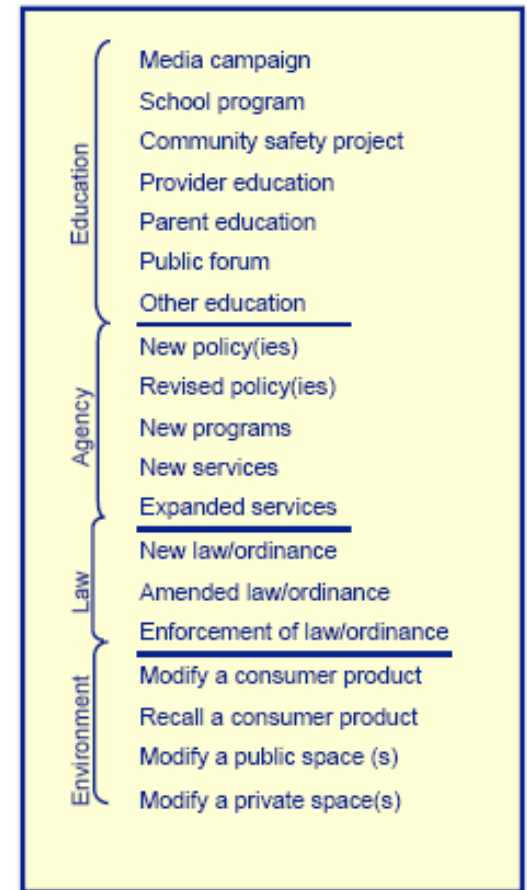 Education
Media campaign
School program
Community safety project
Provider education
Parent education
Public forum
Other education
Agency
New policy(ies)
Revised policy(ies)
New programs
New services
Expanded services
Law
New law/ordinance
Amended law/ordinance
Enforcement of law/ordinance
Environment
Modify a consumer product
Recall a consumer product
Modify a public space (s)
Modify a private space(s)